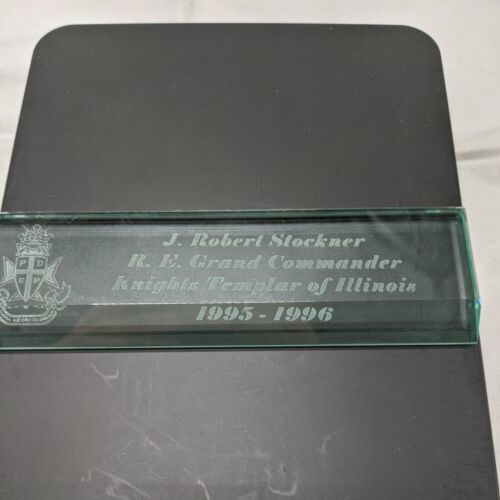 J. Robert Stockner
R. E. Grand Commander
Knights Templar of Illinois
1995 - 1996